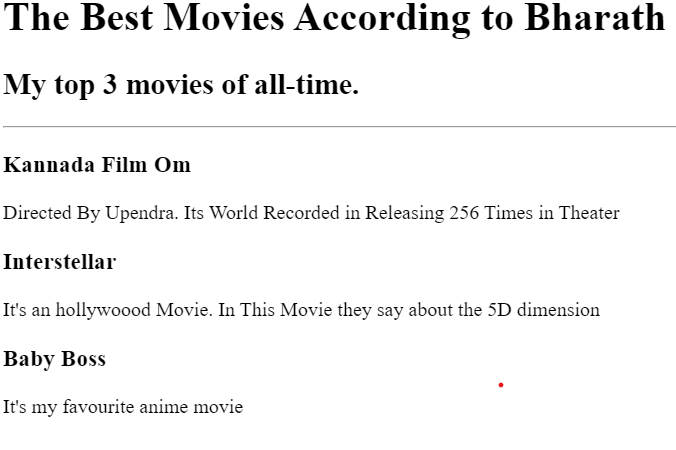 The Best Movies According to Bharath
My top 3 movies of all-time.
Kannada Film Om
Directed By Upendra. Its World Recorded in Releasing 256 Times in Theater
Interstellar
It's an hollywoood Movie. In This Movie they say about the 5D dimension
Baby Boss
It's my favourite anime movie